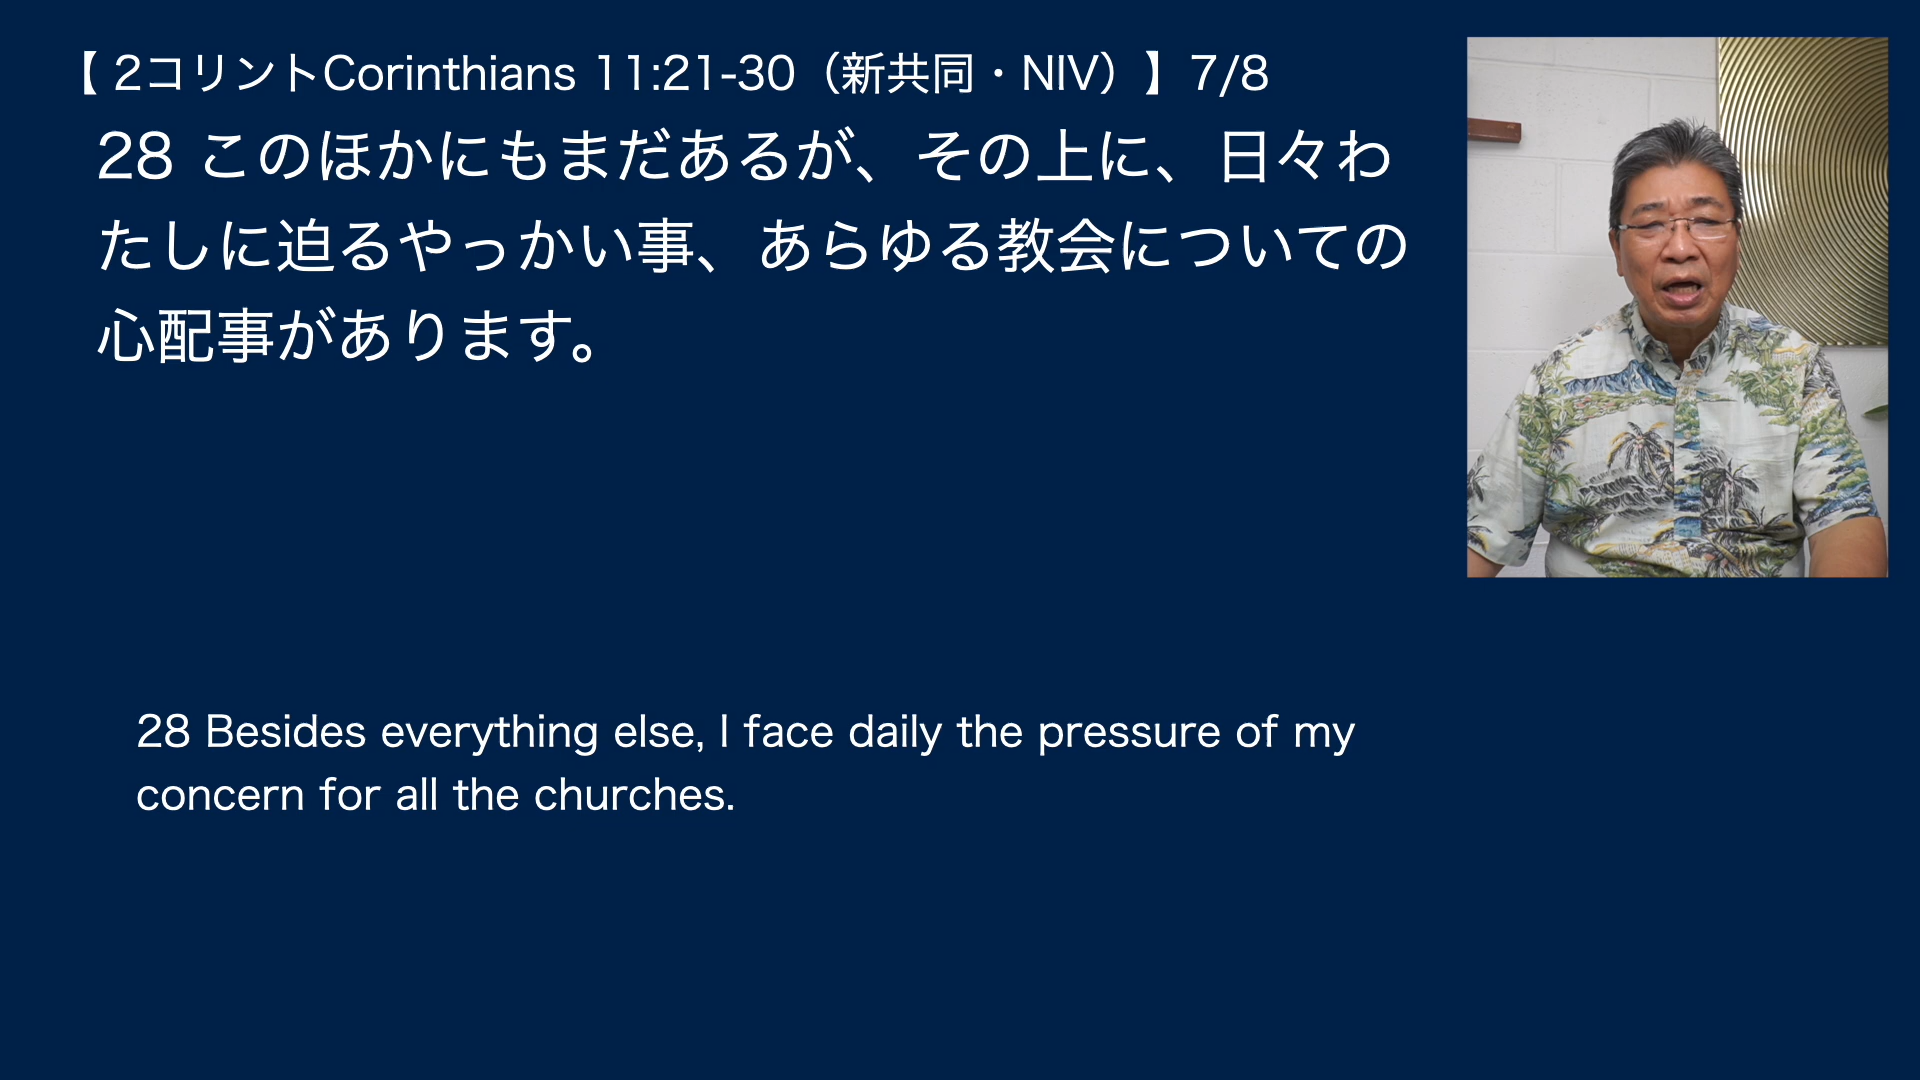 【 2コリントCorinthians 11:21-30（新共同・NIV）】7/8
28 このほかにもまだあるが、その上に、日々わ
たしに迫るやっかい事、あらゆる教会についての
心配事があります。
28 Besides everything else, I face daily the pressure of my
concern for all the churches.